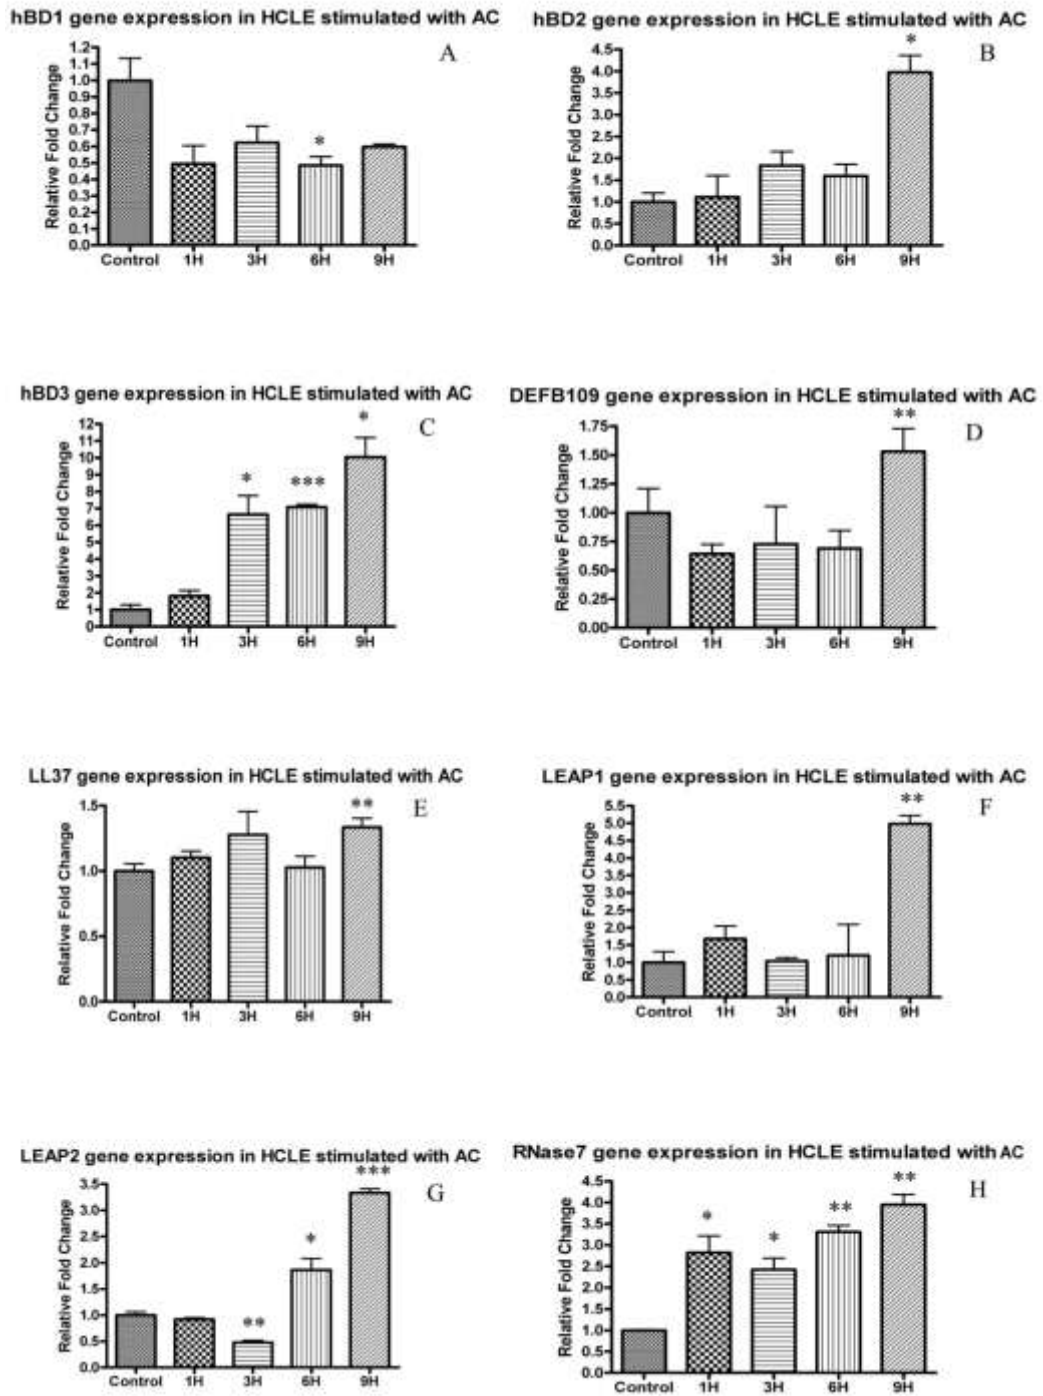 hBD1 gene expression in HCLE stimulated with AC
A
Relative Fold Change
1.2
1.1
1.0
0.9
0.8
0.7
0.6
0.5
0.4
0.3
0.2
0.1
0.0
*
Control 1H 3H 6H 9H
hBD2 gene expression in HCLE stimulated with AC
B
Relative Fold Change
4.5
4.0
3.5
3.0
2.5
2.0
1.5
1.0
0.5
0.0
*
Control 1H 3H 6H 9H
hBD3 gene expression in HCLE stimulated with AC
C
Relative Fold Change
12
11
10
9
8
7
6
5
4
3
2
1
0
* *** *
Control 1H 3H 6H 9H
DEFB109 gene expression in HCLE stimulated with AC
D
Relative Fold Change
1.75
1.50
1.25
1.00
0.75
0.50
0.25
0.00
**
Control 1H 3H 6H 9H
LL37 gene expression in HCLE stimulated with AC
E
Relative Fold Change
1.5
1.0
0.5
0.0
**
Control 1H 3H 6H 9H
LEAP1 gene expression in HCLE stimulated with AC
F
Relative Fold Change
5.5
5.0
4.5
4.0
3.5
3.0
2.5
2.0
1.5
1.0
0.5
0.0
**
Control 1H 3H 6H 9H
LEAP2 gene expression in HCLE stimulated with AC
G
Relative Fold Change
3.5
3.0
2.5
2.0
1.5
1.0
0.5
0.0
** * ***
Control 1H 3H 6H 9H
RNase7 gene expression in HCLE stimulated with AC
H
Relative Fold Change
4.5
4.0
3.5
3.0
2.5
2.0
1.5
1.0
0.5
0.0
* * ** **
Control 1H 3H 6H 9H